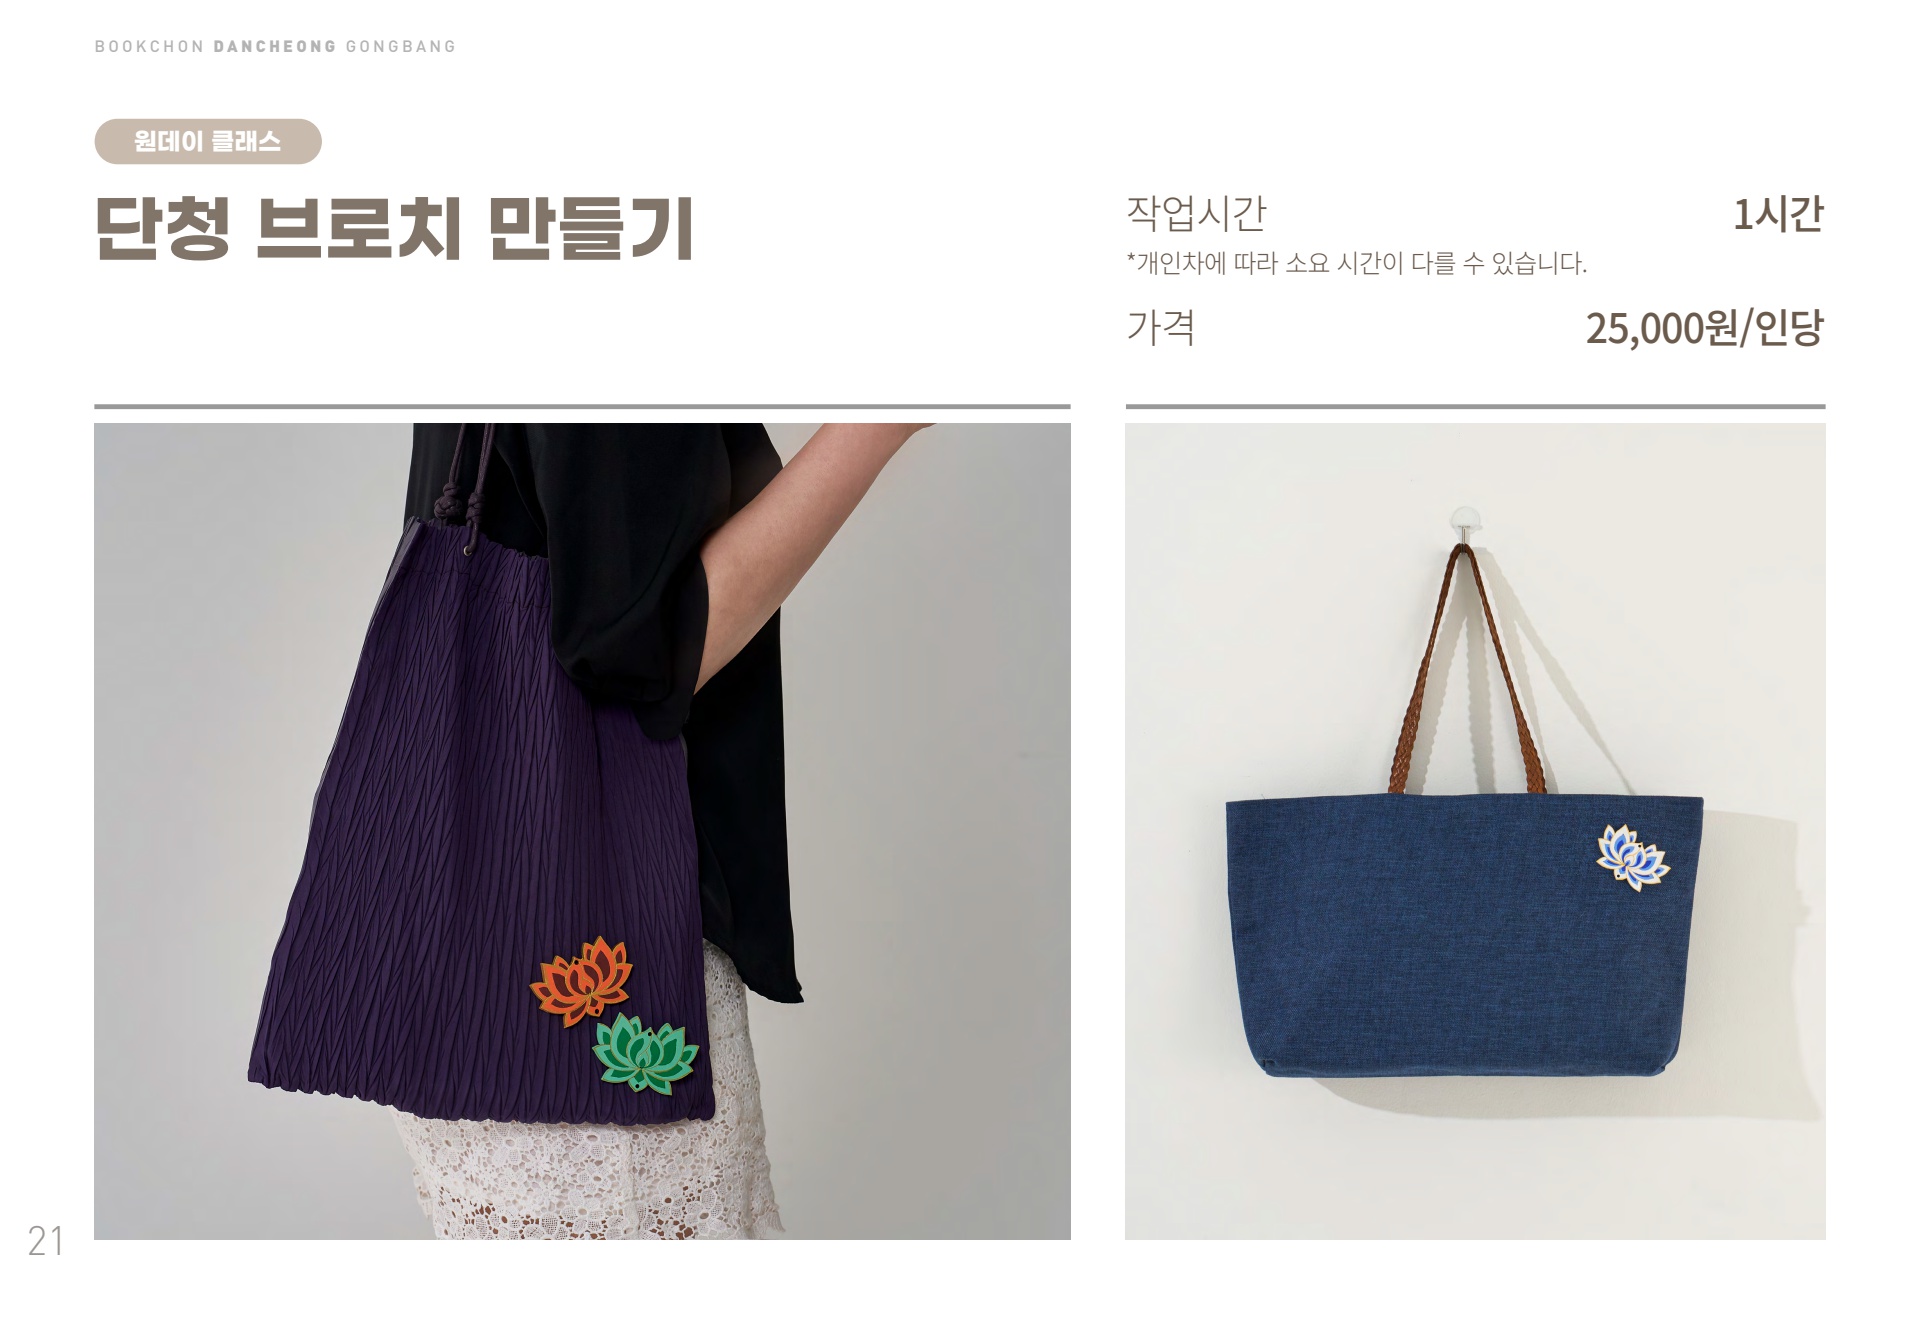 BOOKCHON DANCHEONG GONGBANG
원데이 클래스
단청 브로치 만들기
작업시간 1시간
*개인차에 따라 소요 시간이 다를 수 있습니다.
가격 25,000원/인당
21